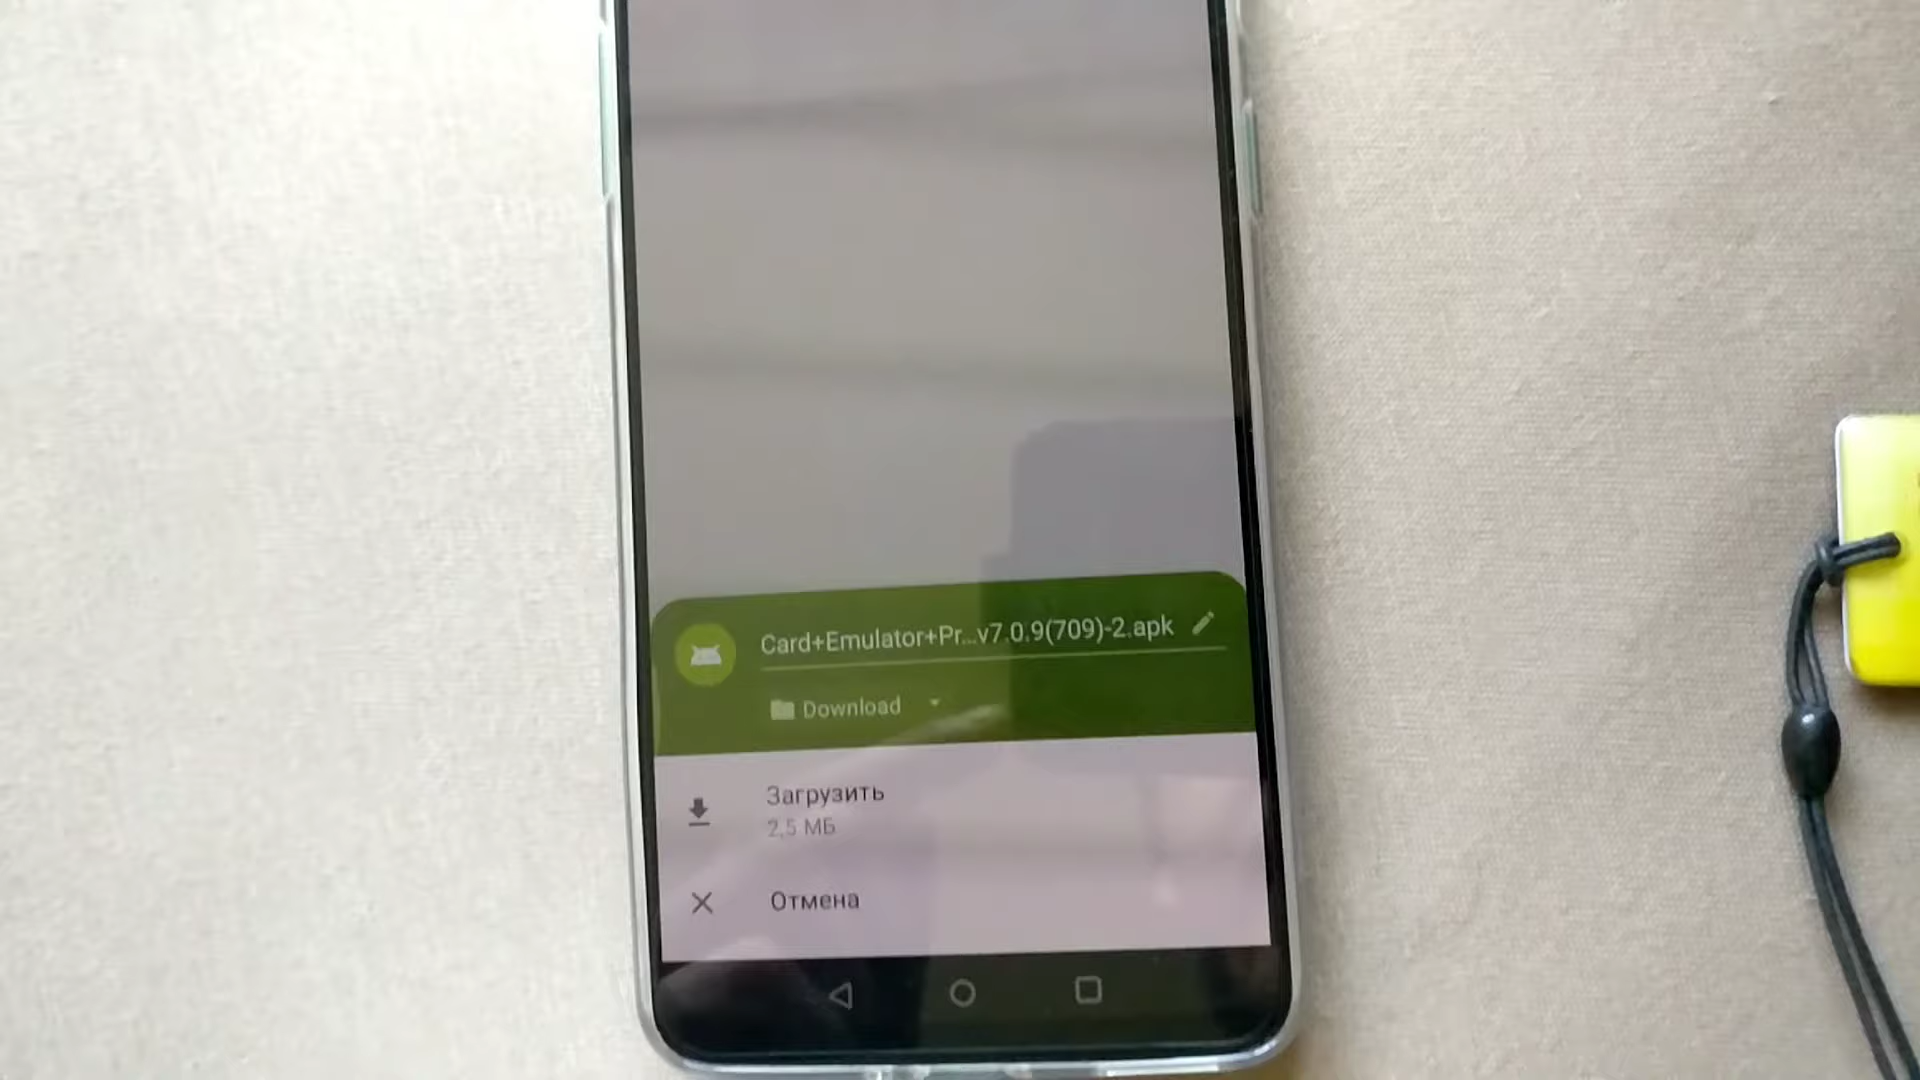 Card+Emulator+Pr...v7.0.9(709)-2.apk
Download
Загрузить
2,5 МБ
Отмена